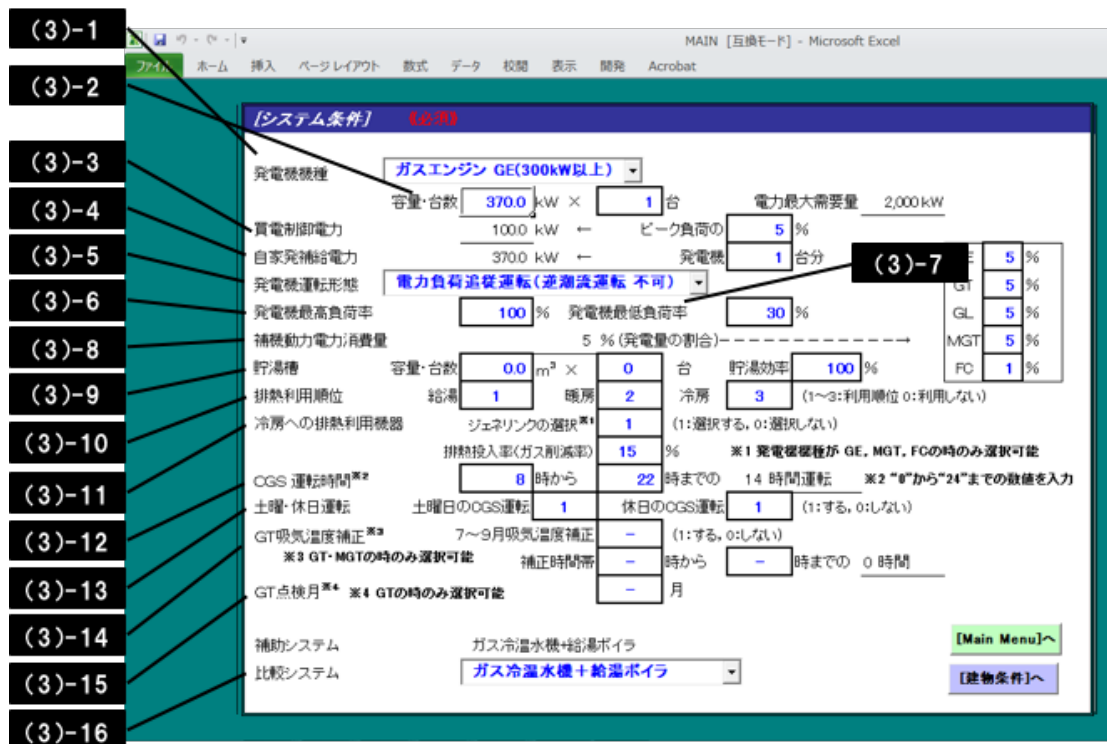 (3)-1
(3)-2
(3)-3
(3)-4
(3)-5
(3)-6
(3)-8
(3)-9
(3)-10
(3)-11
(3)-12
(3)-13
(3)-14
(3)-15
(3)-16
MAIN [互換モード] - Microsoft Excel
ファイル ホーム 挿入 ページレイアウト 数式 データ 校閲 表示 開発 Acrobat
[システム条件] 【必須】
発電機機種 ガスエンジン GE(300kW以上)
容量・台数 370.0 kW × 1 台 電力最大需要量 2,000 kW
買電制御電力 100.0 kW ← ピーク負荷の 5 %
自家発補給電力 370.0 kW ← 発電機 1 台分 (3)-7 5 %
発電機運転形態 電力負荷追従運転(逆潮流運転 不可) GT 5 %
発電機最高負荷率 100 % 発電機最低負荷率 30 % GL 5 %
補機動力電力消費量 5 %(発電量の割合)--------------------→ MGT 5 %
貯湯槽 容量・台数 0.0 m³ × 0 台 貯湯効率 100 % FC 1 %
排熱利用順位 給湯 1 暖房 2 冷房 3 (1～3:利用順位 0:利用しない)
冷房への排熱利用機器 ジェネリンクの選択※1 1 (1:選択する, 0:選択しない)
排熱投入率(ガス削減率) 15 % ※1 発電機機種が GE, MGT, FCの時のみ選択可能
CGS 運転時間※2 8 時から 22 時までの 14 時間運転 ※2 "0"から"24"までの数値を入力
土曜・休日運転 土曜日のCGS運転 1 休日のCGS運転 1 (1:する, 0:しない)
GT吸気温度補正※3 7～9月吸気温度補正 － (1:する, 0:しない)
※3 GT・MGTの時のみ選択可能 補正時間帯 － 時から － 時までの 0 時間
GT点検月※4 ※4 GTの時のみ選択可能 － 月
補助システム ガス冷温水機+給湯ボイラ
比較システム ガス冷温水機＋給湯ボイラ
[Main Menu]へ
[建物条件]へ